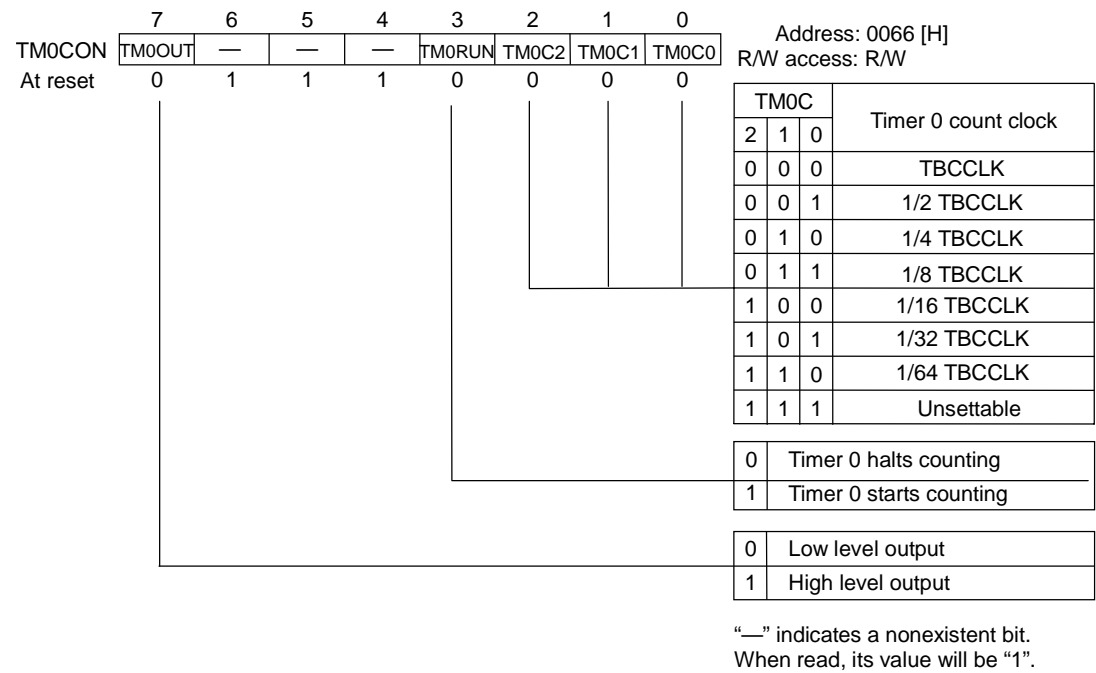 7 6 5 4 3 2 1 0
TM0CON TM0OUT — — — TM0RUN TM0C2 TM0C1 TM0C0
At reset 0 1 1 1 0 0 0 0
Address: 0066 [H]
R/W access: R/W
TM0C Timer 0 count clock
2 1 0
0 0 0 TBCCLK
0 0 1 1/2 TBCCLK
0 1 0 1/4 TBCCLK
0 1 1 1/8 TBCCLK
1 0 0 1/16 TBCCLK
1 0 1 1/32 TBCCLK
1 1 0 1/64 TBCCLK
1 1 1 Unsettable
0 Timer 0 halts counting
1 Timer 0 starts counting
0 Low level output
1 High level output
“—” indicates a nonexistent bit.
When read, its value will be “1”.